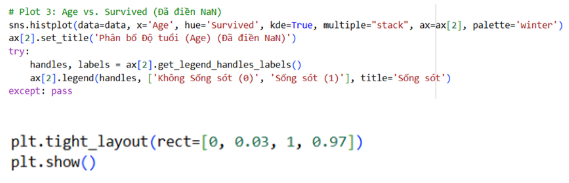 # Plot 3: Age vs. Survived (Đã điền NaN)
sns.histplot(data=data, x='Age', hue='Survived', kde=True, multiple="stack", ax=ax[2], palette='winter')
ax[2].set_title('Phân bố Độ tuổi (Age) (Đã điền NaN)')
try:
    handles, labels = ax[2].get_legend_handles_labels()
    ax[2].legend(handles, ['Không Sống sót (0)', 'Sống sót (1)'], title='Sống sót')
except: pass
plt.tight_layout(rect=[0, 0.03, 1, 0.97])
plt.show()